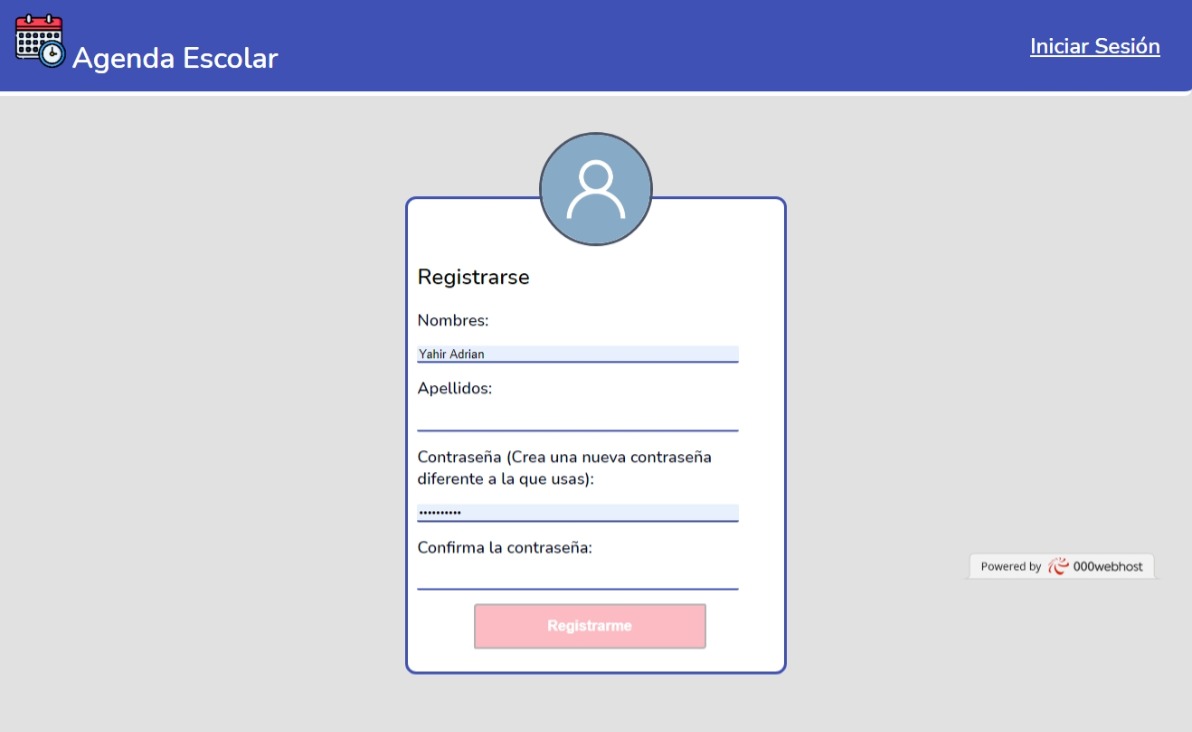 Agenda Escolar
Iniciar Sesión
Registrarse
Nombres:
Yahir Adrian
Apellidos:
Contraseña (Crea una nueva contraseña
diferente a la que usas):
••••••••••
Confirma la contraseña:
Registrarme
Powered by 000webhost